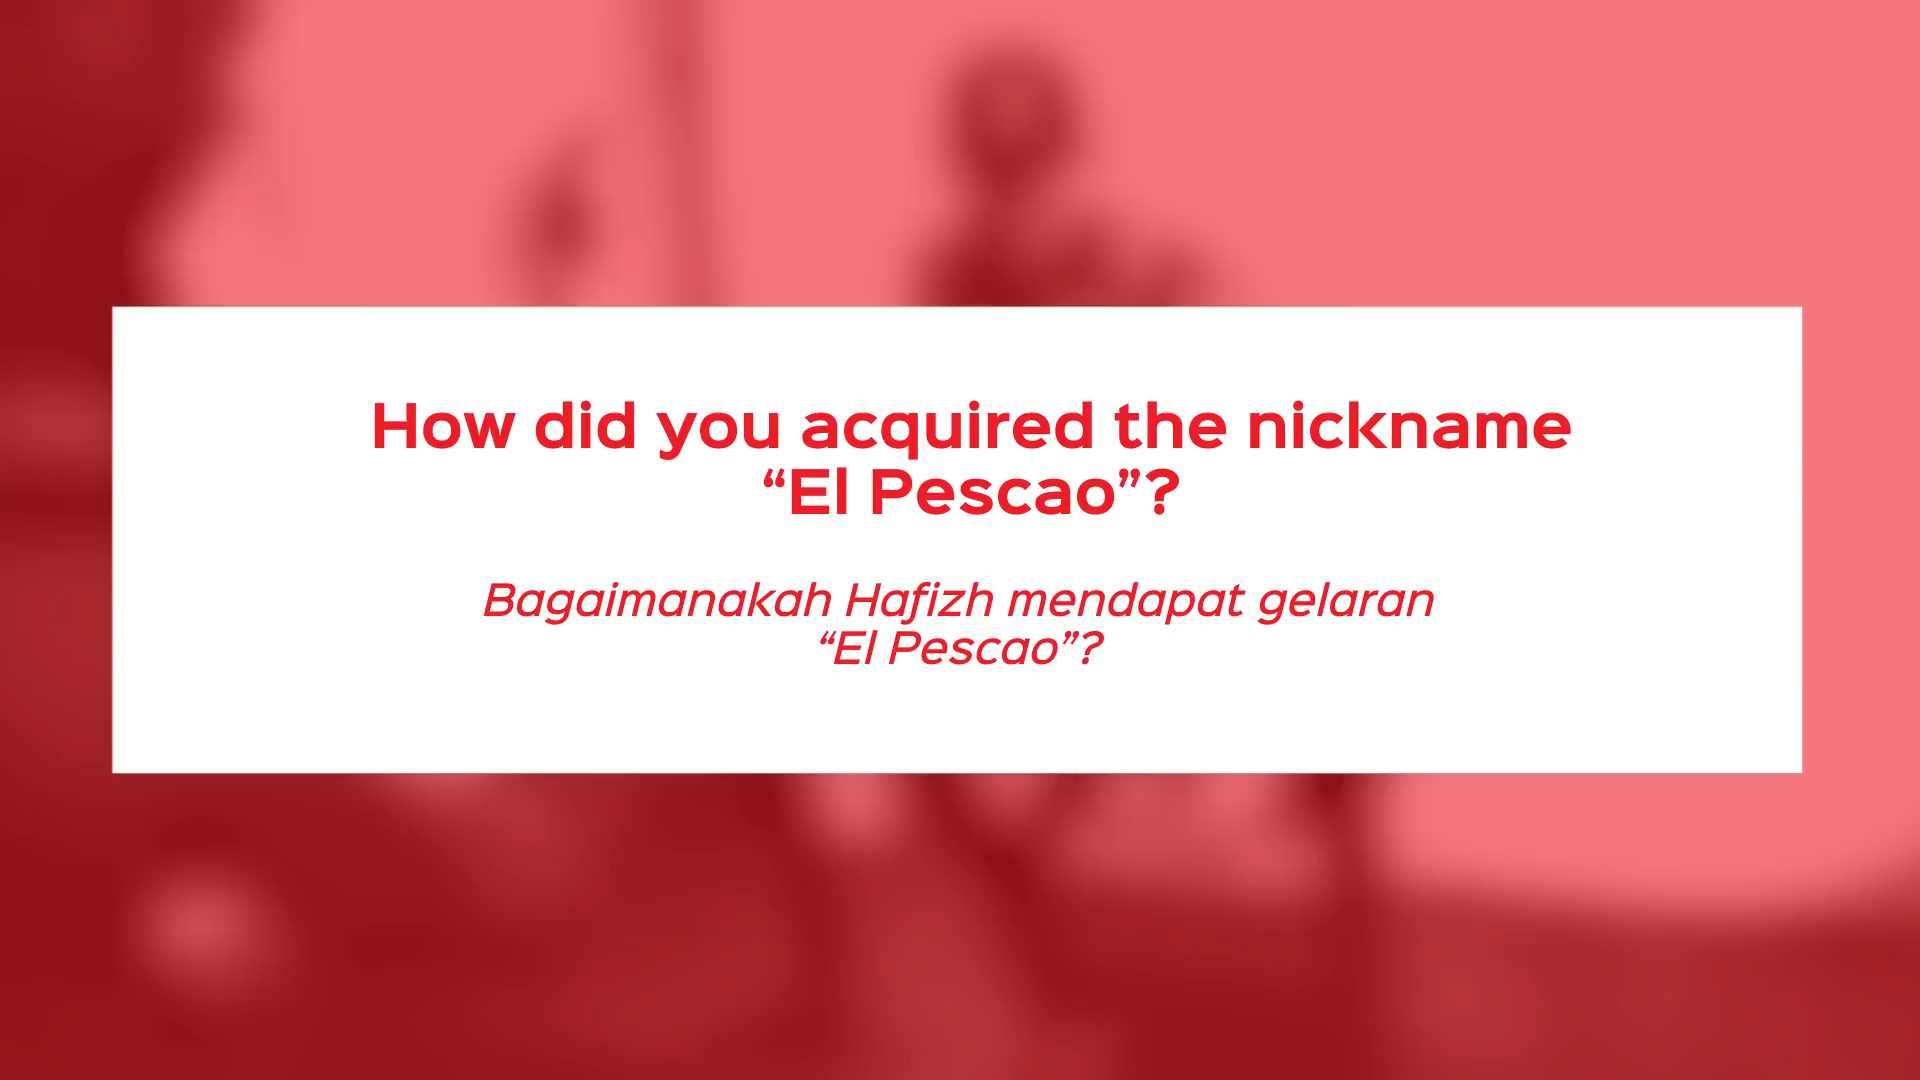 How did you acquired the nickname
“El Pescao”?
Bagaimanakah Hafizh mendapat gelaran
“El Pescao”?